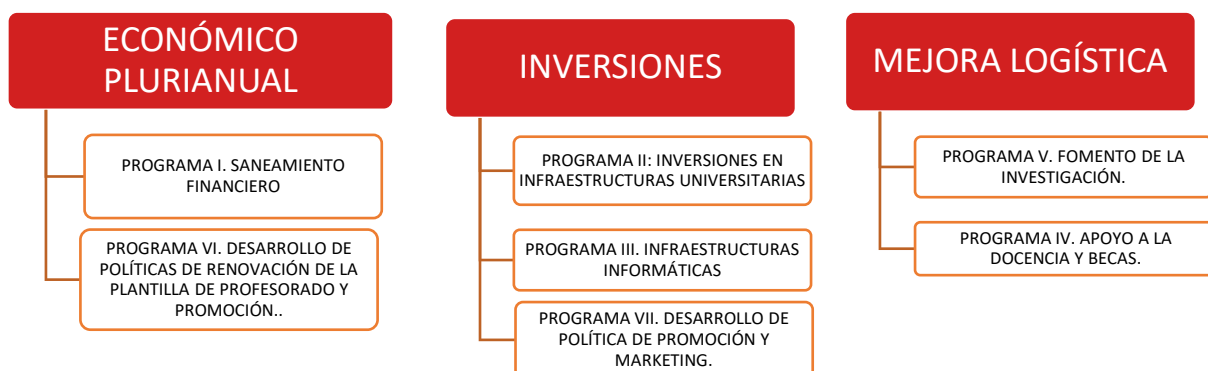 ECONÓMICO
PLURIANUAL
PROGRAMA I. SANEAMIENTO
FINANCIERO
PROGRAMA VI. DESARROLLO DE
POLÍTICAS DE RENOVACIÓN DE LA
PLANTILLA DE PROFESORADO Y
PROMOCIÓN..
INVERSIONES
PROGRAMA II: INVERSIONES EN
INFRAESTRUCTURAS UNIVERSITARIAS
PROGRAMA III. INFRAESTRUCTURAS
INFORMÁTICAS
PROGRAMA VII. DESARROLLO DE
POLÍTICA DE PROMOCIÓN Y
MARKETING.
MEJORA LOGÍSTICA
PROGRAMA V. FOMENTO DE LA
INVESTIGACIÓN.
PROGRAMA IV. APOYO A LA
DOCENCIA Y BECAS.